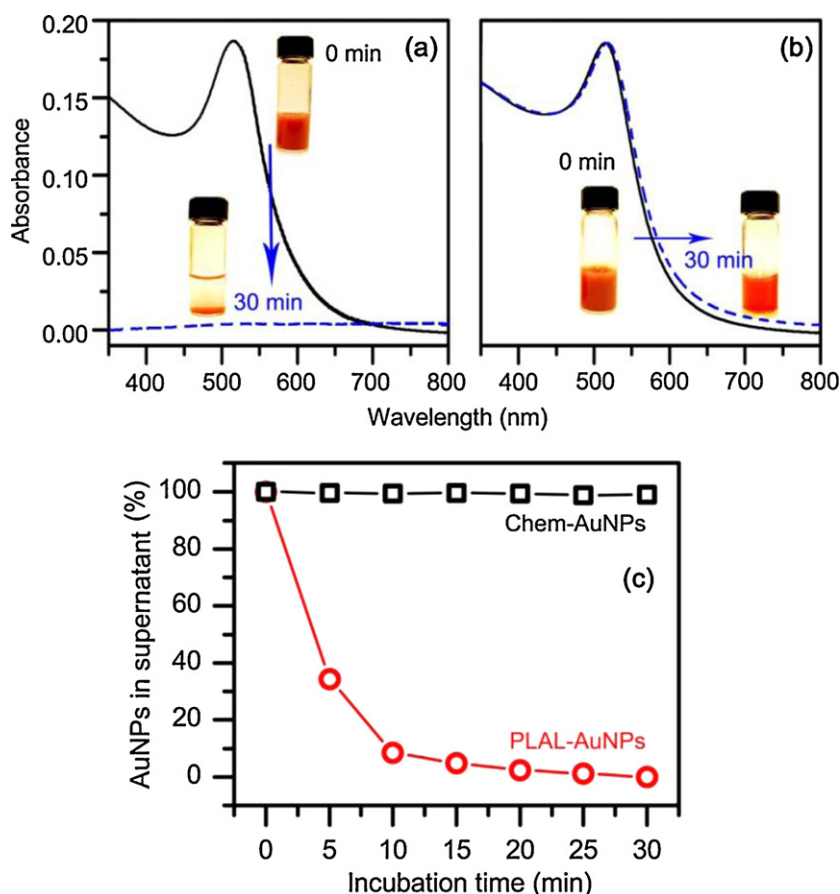 0.20
0.15
0.10
0.05
0.00
Absorbance
(a)
0 min
30 min
400 500 600 700 800
(b)
0 min
30 min
400 500 600 700 800
Wavelength (nm)
100
80
60
40
20
0
AuNPs in supernatant (%)
Chem-AuNPs
(c)
PLAL-AuNPs
0 5 10 15 20 25 30
Incubation time (min)